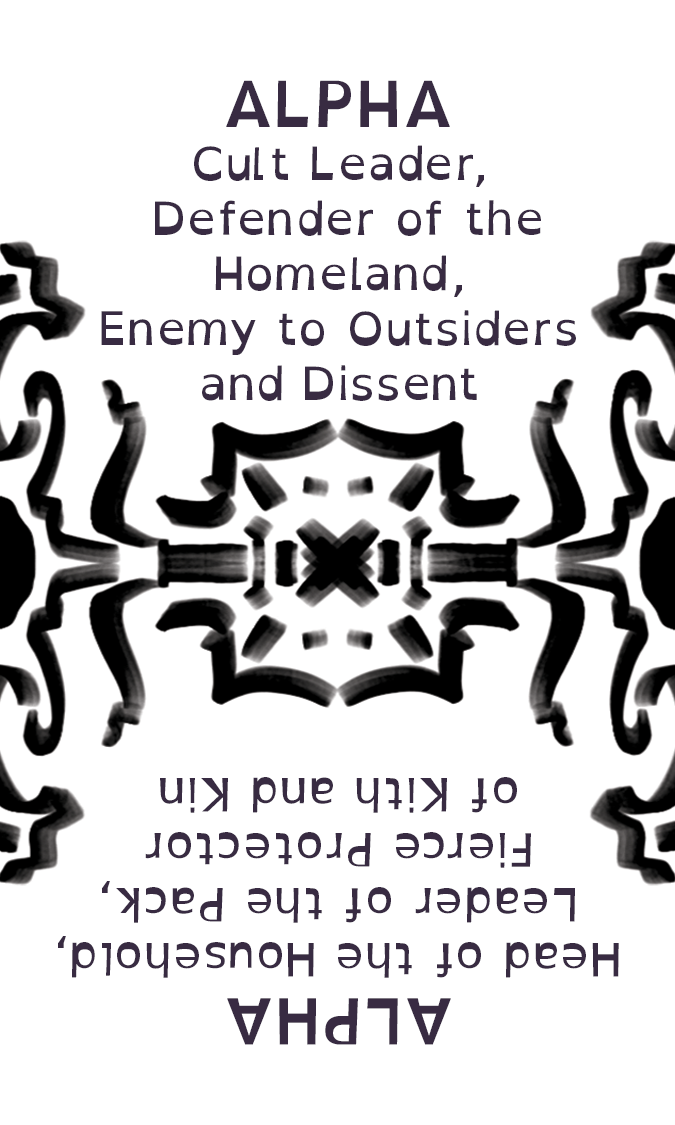 ALPHA
Cult Leader,
Defender of the
Homeland,
Enemy to Outsiders
and Dissent
ALPHA
Head of the Household,
Leader of the Pack,
Fierce Protector
of Kith and Kin